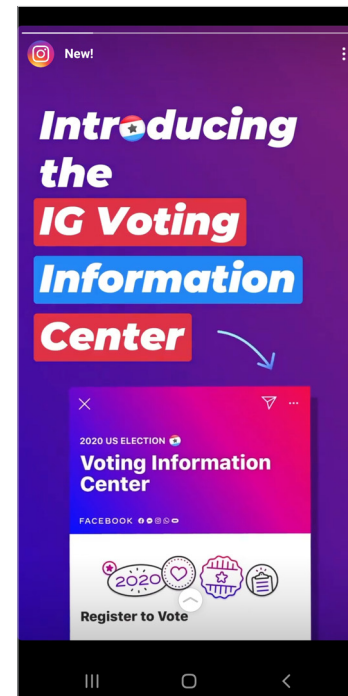 New!
Introducing
the
IG Voting
Information
Center
2020 US ELECTION
Voting Information
Center
FACEBOOK
2020
Register to Vote